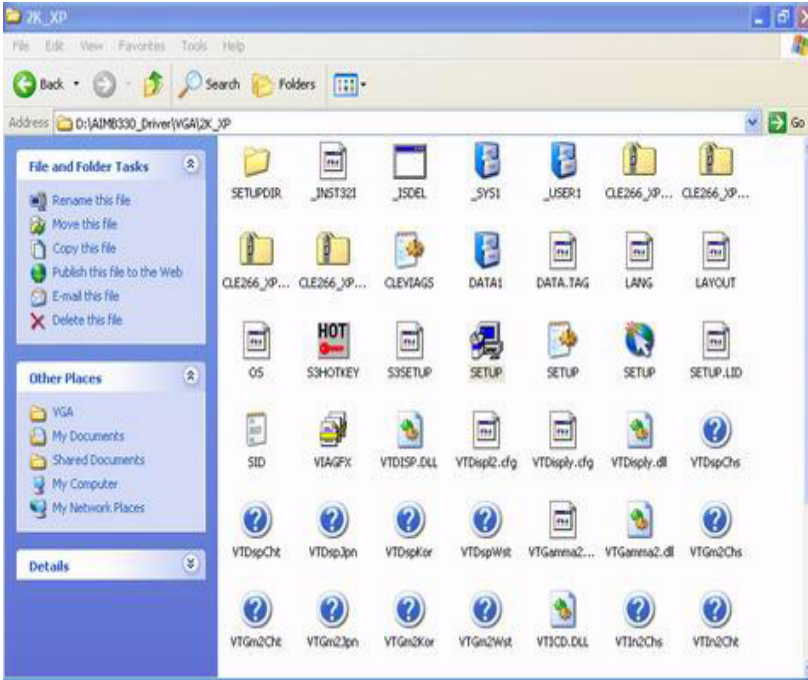 2K_XP
File Edit View Favorites Tools Help
Back Search Folders
Address D:\AIMB330_Driver\VGA\2K_XP Go
File and Folder Tasks
Rename this file
Move this file
Copy this file
Publish this file to the Web
E-mail this file
Delete this file
Other Places
VGA
My Documents
Shared Documents
My Computer
My Network Places
Details
SETUPDIR _INST32I _ISDEL _SYS1 _USER1 CLE266_XP... CLE266_XP...
CLE266_XP... CLE266_XP... CLEVIAGS DATA1 DATA.TAG LANG LAYOUT
HOT
OS S3HOTKEY S3SETUP SETUP SETUP SETUP SETUP.LID
SID VIAGFX VTDISP.DLL VTDispl2.cfg VTDisply.cfg VTDisply.dll VTDspChs
VTDspCht VTDspJpn VTDspKor VTDspWst VTGamma2... VTGamma2.dll VTGm2Chs
VTGm2Cht VTGm2Jpn VTGm2Kor VTGm2Wst VTICD.DLL VTIn2Chs VTIn2Cht